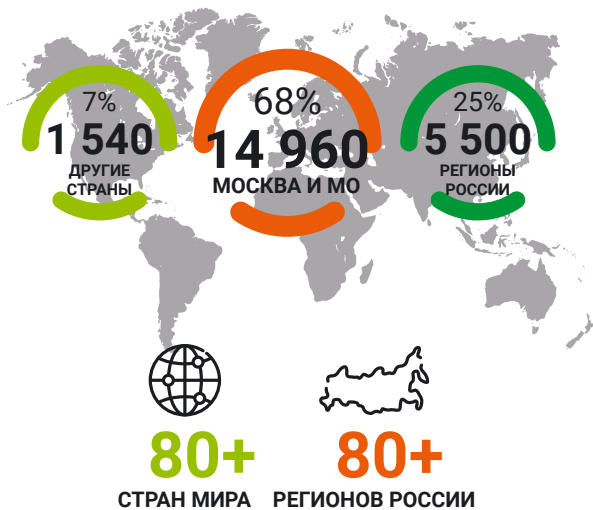 7%
1 540
ДРУГИЕ
СТРАНЫ
68%
14 960
МОСКВА И МО
25%
5 500
РЕГИОНЫ
РОССИИ
80+
СТРАН МИРА
80+
РЕГИОНОВ РОССИИ